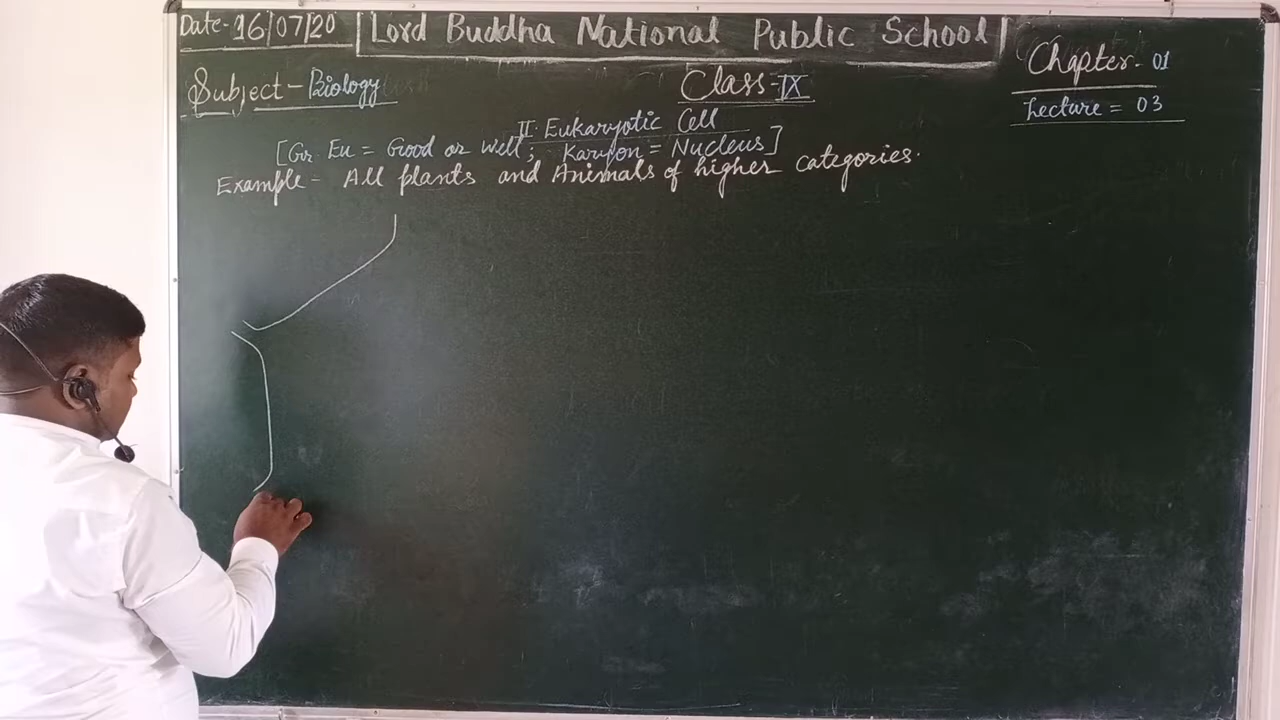 Date- 16/07/20
Lord Buddha National Public School
Chapter- 01
Subject - Biology
Class- IX
Lecture = 03
II. Eukaryotic Cell
[Gr. Eu = Good or well; Karyon = Nucleus]
Example - All plants and Animals of higher categories.